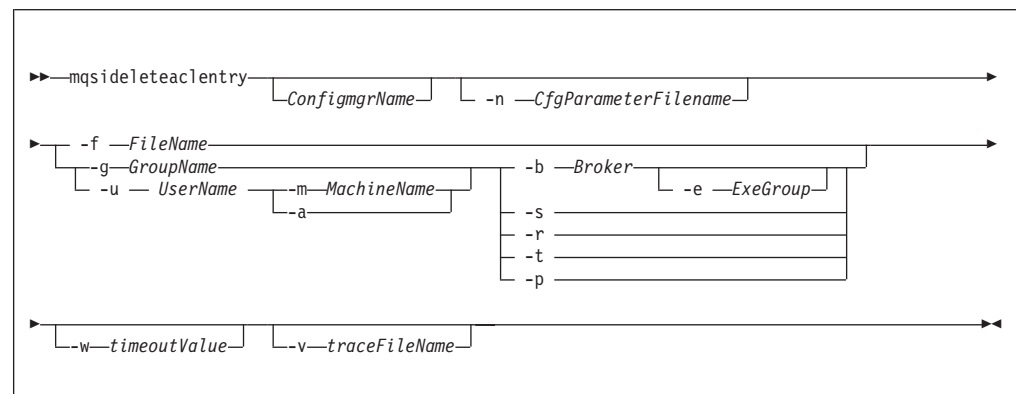 mqsideleteaclentry
ConfigmgrName -n CfgParameterFilename
-f FileName
-g GroupName -b Broker
-u UserName -m MachineName -e ExeGroup
-a -s
-r
-t
-p
-w timeoutValue -v traceFileName